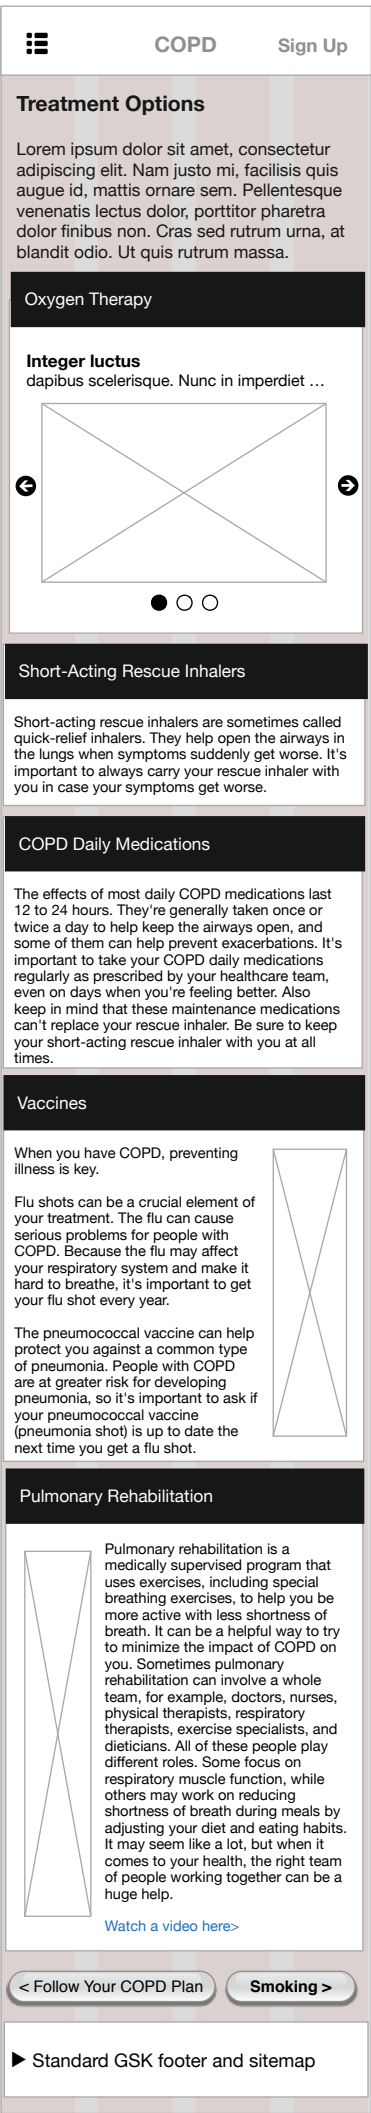 COPD
Sign Up
Treatment Options
Lorem ipsum dolor sit amet, consectetur
adipiscing elit. Nam justo mi, facilisis quis
augue id, mattis ornare sem. Pellentesque
venenatis lectus dolor, porttitor pharetra
dolor finibus non. Cras sed rutrum urna, at
blandit odio. Ut quis rutrum massa.
Oxygen Therapy
Integer luctus
dapibus scelerisque. Nunc in imperdiet …
Short-Acting Rescue Inhalers
Short-acting rescue inhalers are sometimes called
quick-relief inhalers. They help open the airways in
the lungs when symptoms suddenly get worse. It's
important to always carry your rescue inhaler with
you in case your symptoms get worse.
COPD Daily Medications
The effects of most daily COPD medications last
12 to 24 hours. They're generally taken once or
twice a day to help keep the airways open, and
some of them can help prevent exacerbations. It's
important to take your COPD daily medications
regularly as prescribed by your healthcare team,
even on days when you're feeling better. Also
keep in mind that these maintenance medications
can't replace your rescue inhaler. Be sure to keep
your short-acting rescue inhaler with you at all
times.
Vaccines
When you have COPD, preventing
illness is key.
Flu shots can be a crucial element of
your treatment. The flu can cause
serious problems for people with
COPD. Because the flu may affect
your respiratory system and make it
hard to breathe, it's important to get
your flu shot every year.
The pneumococcal vaccine can help
protect you against a common type
of pneumonia. People with COPD
are at greater risk for developing
pneumonia, so it's important to ask if
your pneumococcal vaccine
(pneumonia shot) is up to date the
next time you get a flu shot.
Pulmonary Rehabilitation
Pulmonary rehabilitation is a
medically supervised program that
uses exercises, including special
breathing exercises, to help you be
more active with less shortness of
breath. It can be a helpful way to try
to minimize the impact of COPD on
you. Sometimes pulmonary
rehabilitation can involve a whole
team, for example, doctors, nurses,
physical therapists, respiratory
therapists, exercise specialists, and
dieticians. All of these people play
different roles. Some focus on
respiratory muscle function, while
others may work on reducing
shortness of breath during meals by
adjusting your diet and eating habits.
It may seem like a lot, but when it
comes to your health, the right team
of people working together can be a
huge help.
Watch a video here>
< Follow Your COPD Plan
Smoking >
Standard GSK footer and sitemap